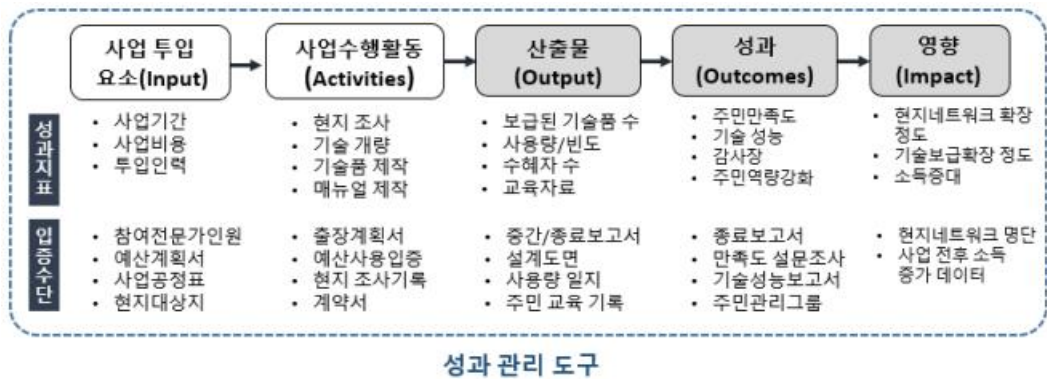 사업 투입
요소(Input)
사업수행활동
(Activities)
산출물
(Output)
성과
(Outcomes)
영향
(Impact)
성과지표
• 사업기간
• 사업비용
• 투입인력
• 현지 조사
• 기술 개량
• 기술품 제작
• 매뉴얼 제작
• 보급된 기술품 수
• 사용량/빈도
• 수혜자 수
• 교육자료
• 주민만족도
• 기술 성능
• 감사장
• 주민역량강화
• 현지네트워크 확장
정도
• 기술보급확장 정도
• 소득증대
입증수단
• 참여전문가인원
• 예산계획서
• 사업공정표
• 현지대상지
• 출장계획서
• 예산사용입증
• 현지 조사기록
• 계약서
• 중간/종료보고서
• 설계도면
• 사용량 일지
• 주민 교육 기록
• 종료보고서
• 만족도 설문조사
• 기술성능보고서
• 주민관리그룹
• 현지네트워크 명단
• 사업 전후 소득
증가 데이터
성과 관리 도구